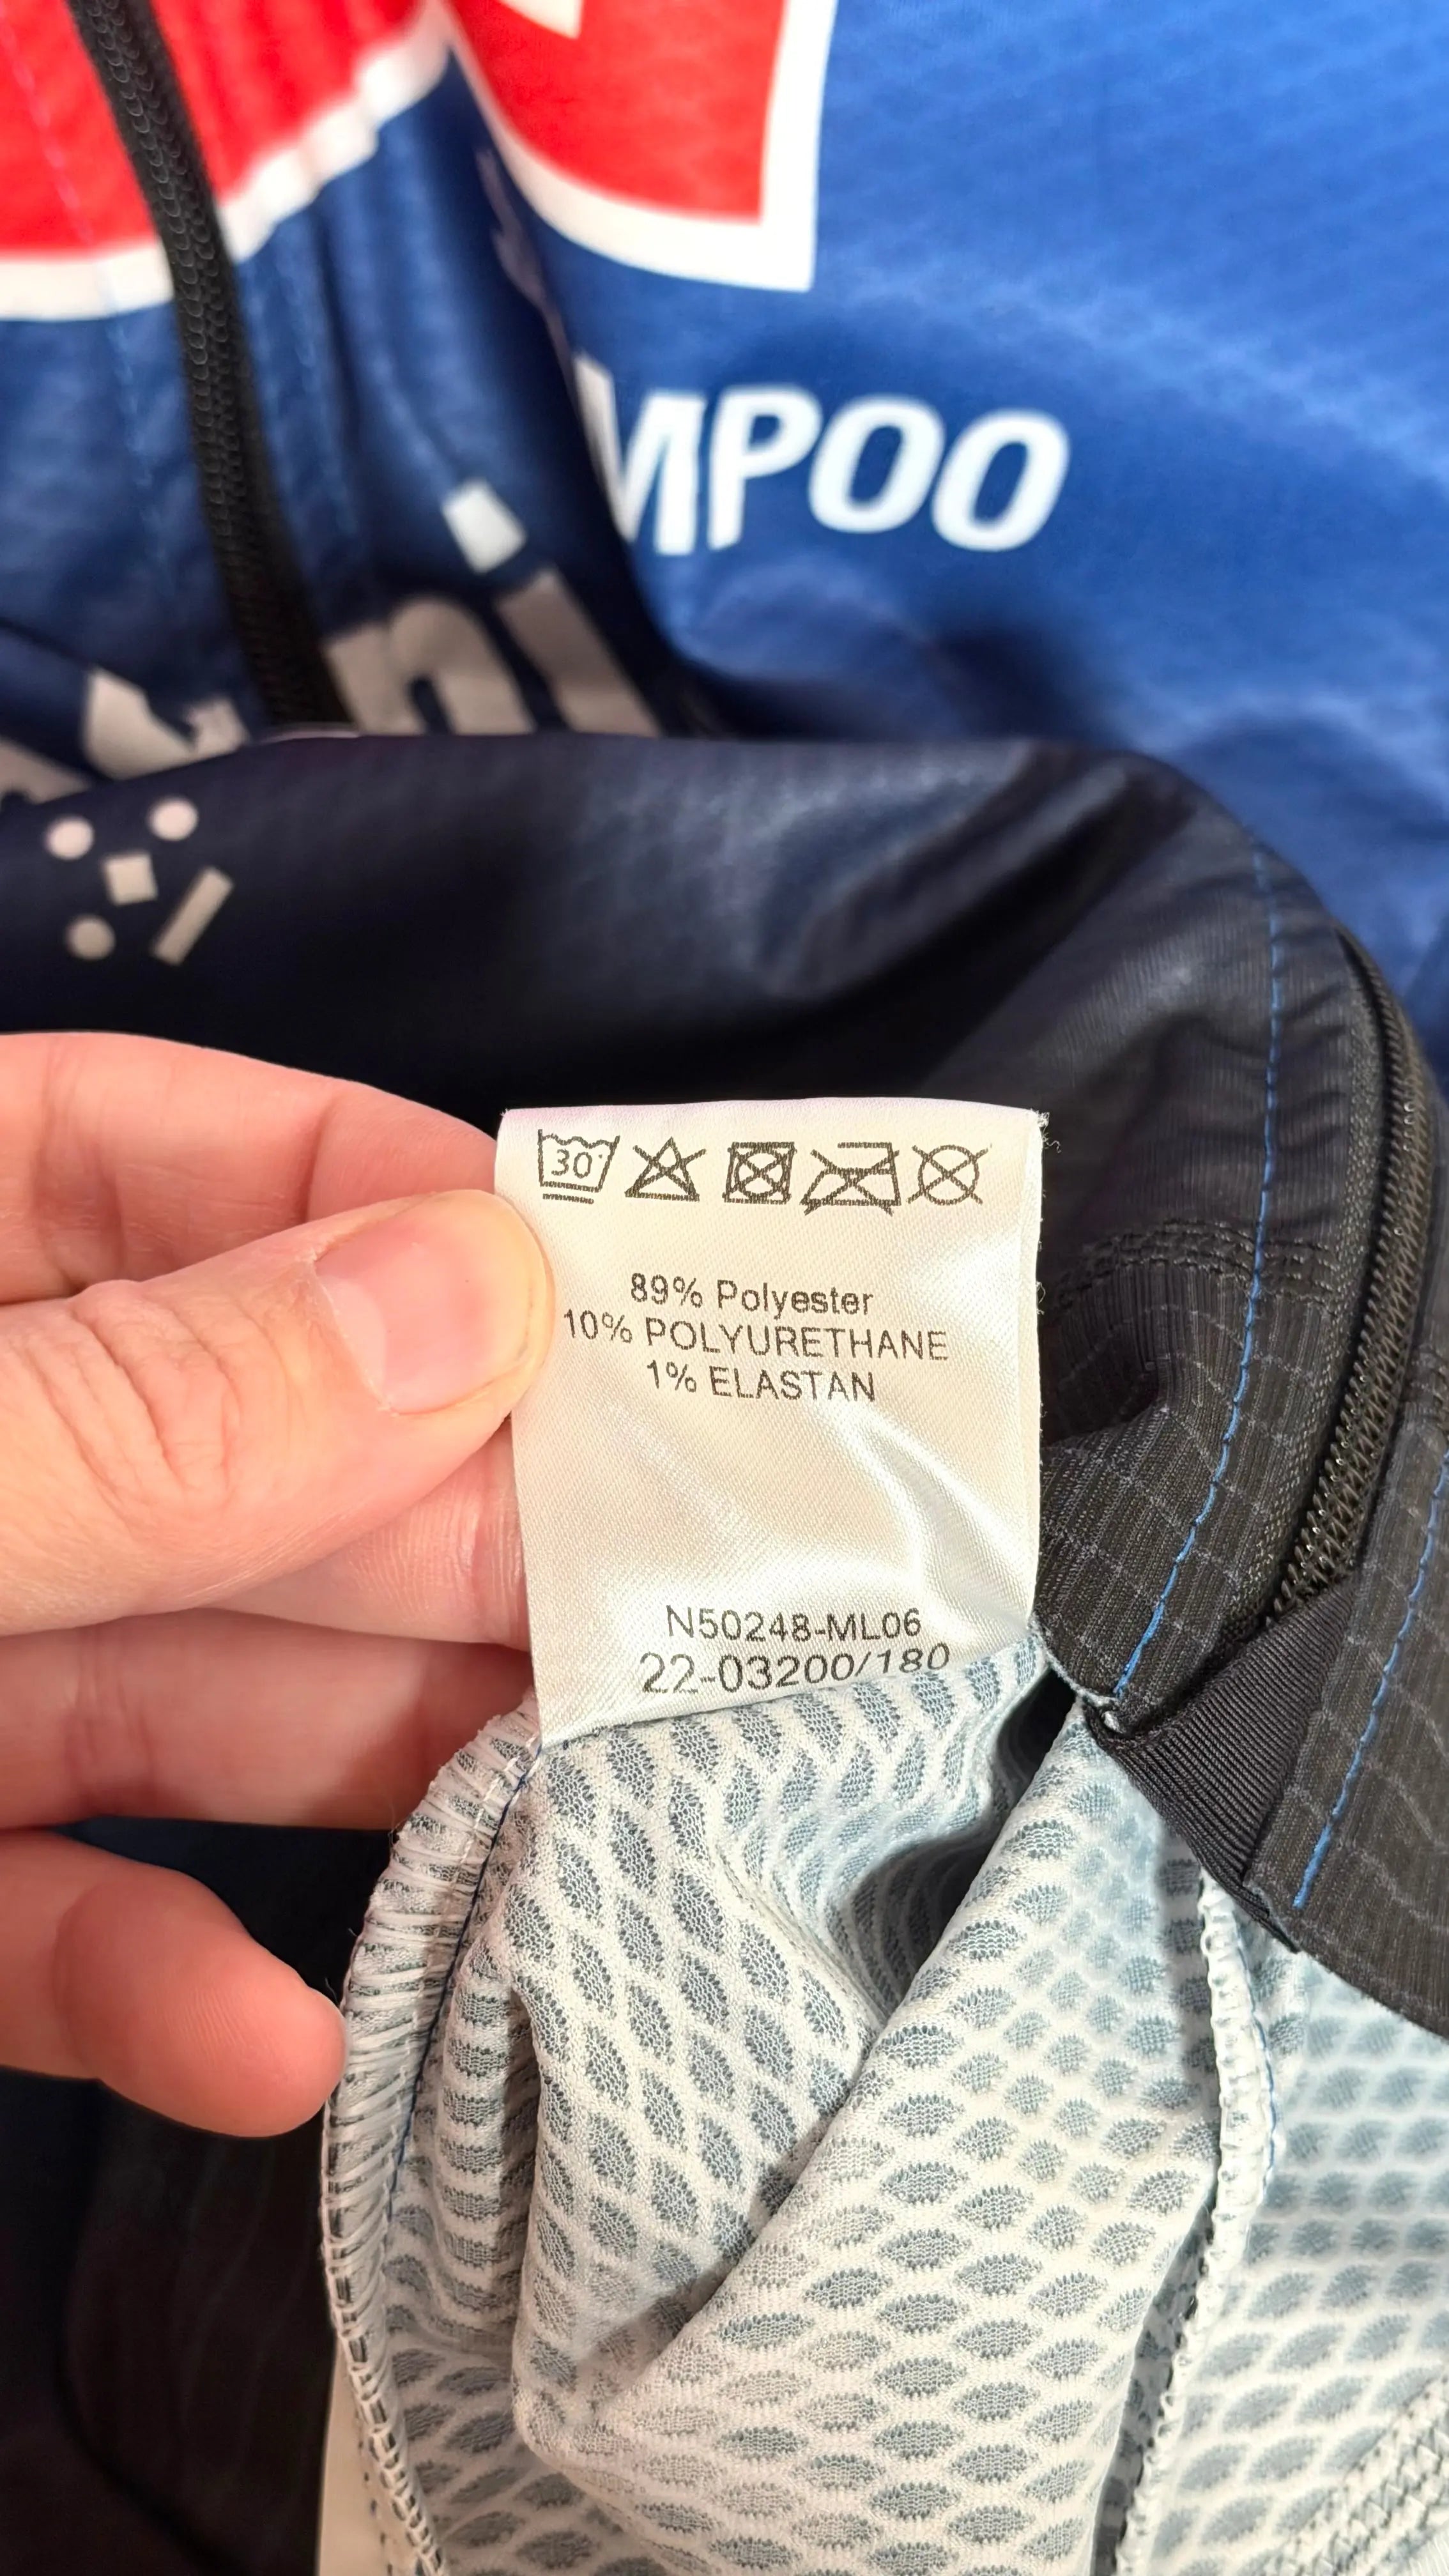 MPOO
30°
89% Polyester
10% POLYURETHANE
1% ELASTAN
N50248-ML06
22-03200/180